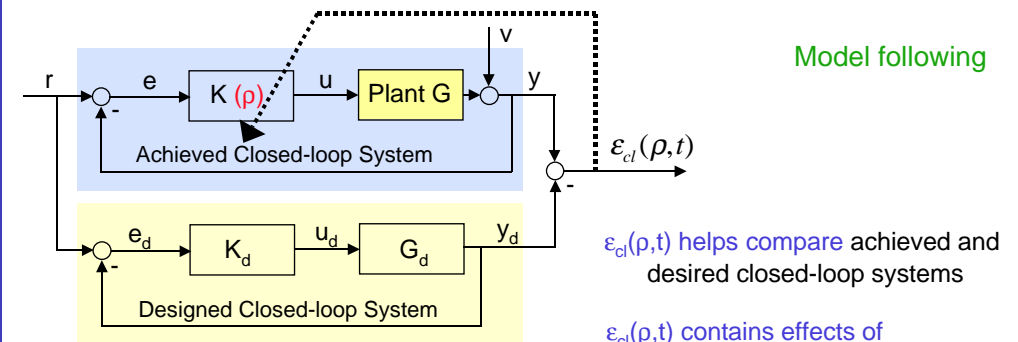 Model following
v
r
e
K (ρ)
u
Plant G
y
-
Achieved Closed-loop System
ε_cl(ρ,t)
-
e_d
K_d
u_d
G_d
y_d
-
Designed Closed-loop System
ε_cl(ρ,t) helps compare achieved and
desired closed-loop systems
ε_cl(ρ,t) contains effects of